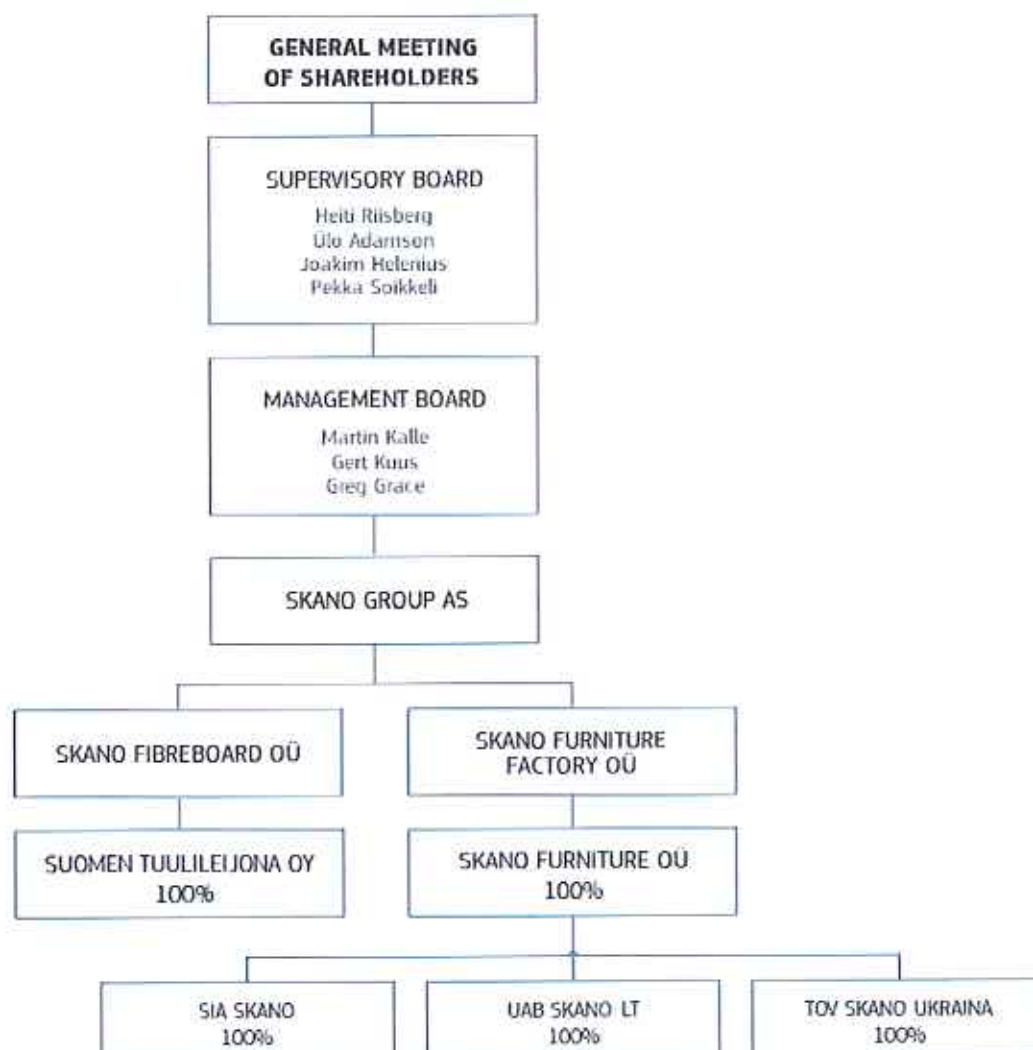 GENERAL MEETING
OF SHAREHOLDERS
SUPERVISORY BOARD
Heiti Riisberg
Ülo Adamson
Joakim Helenius
Pekka Soikkeli
MANAGEMENT BOARD
Martin Kalle
Gert Kuus
Greg Grace
SKANO GROUP AS
SKANO FIBREBOARD OÜ
SKANO FURNITURE
FACTORY OÜ
SUOMEN TUULILEIJONA OY
100%
SKANO FURNITURE OÜ
100%
SIA SKANO
100%
UAB SKANO LT
100%
TOV SKANO UKRAINA
100%